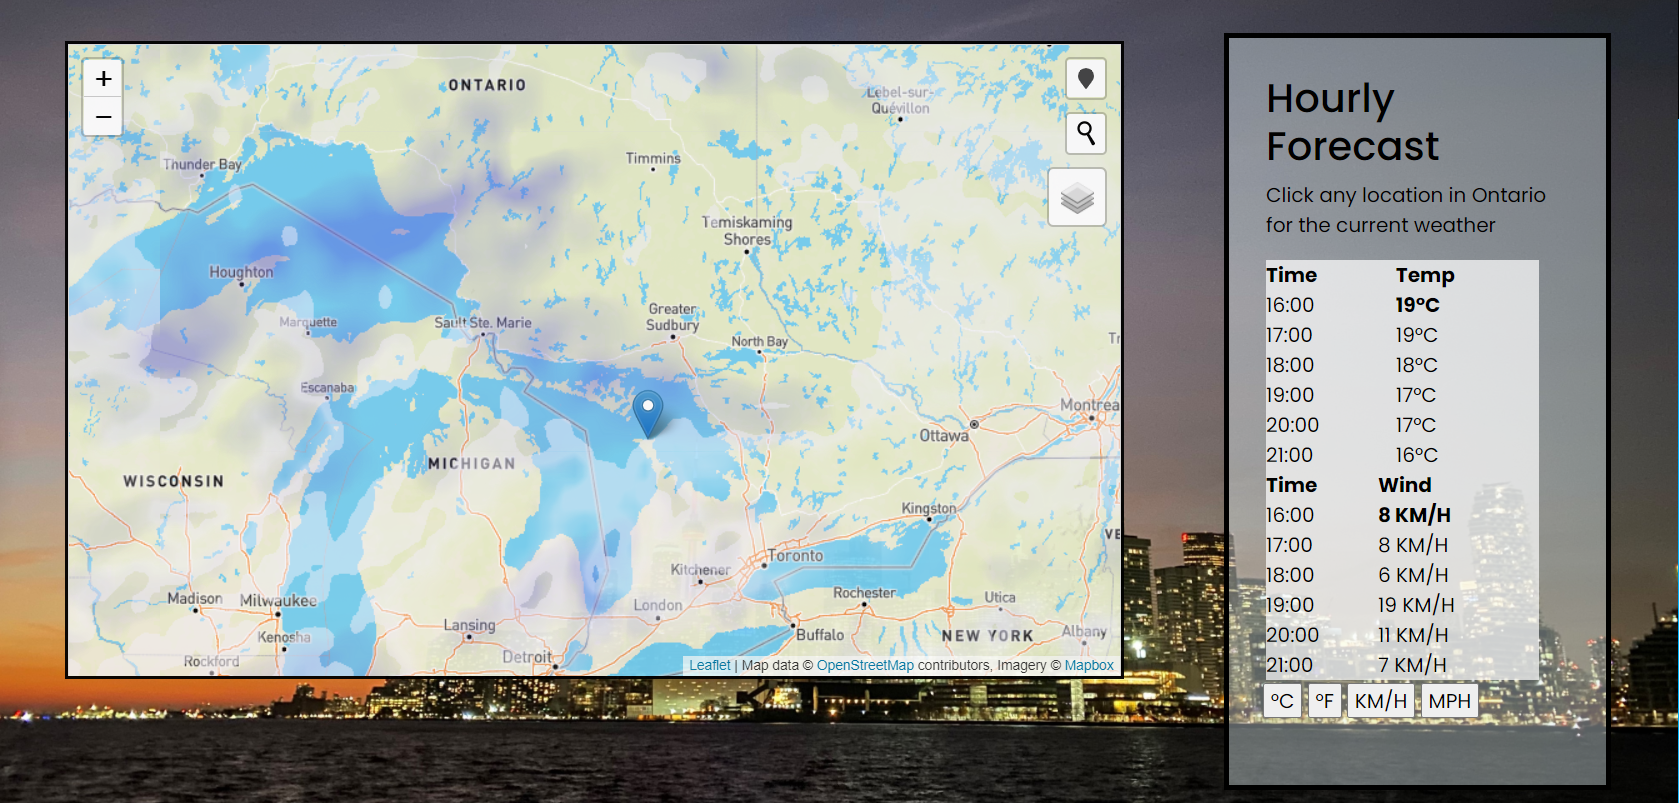 +
−
ONTARIO
Lebel-sur-
Quévillon
Thunder Bay
Timmins
Temiskaming
Shores
Houghton
Marquette
Sault Ste. Marie
Greater
Sudbury
North Bay
Escanaba
Montrea
Ottawa
MICHIGAN
WISCONSIN
Kingston
Toronto
Kitchener
Madison
Milwaukee
London
Rochester
Utica
Lansing
Buffalo
NEW YORK
Albany
Kenosha
Rockford
Detroit
Leaflet | Map data © OpenStreetMap contributors, Imagery © Mapbox
Hourly
Forecast
Click any location in Ontario
for the current weather
Time Temp
16:00 19°C
17:00 19°C
18:00 18°C
19:00 17°C
20:00 17°C
21:00 16°C
Time Wind
16:00 8 KM/H
17:00 8 KM/H
18:00 6 KM/H
19:00 19 KM/H
20:00 11 KM/H
21:00 7 KM/H
°C °F KM/H MPH